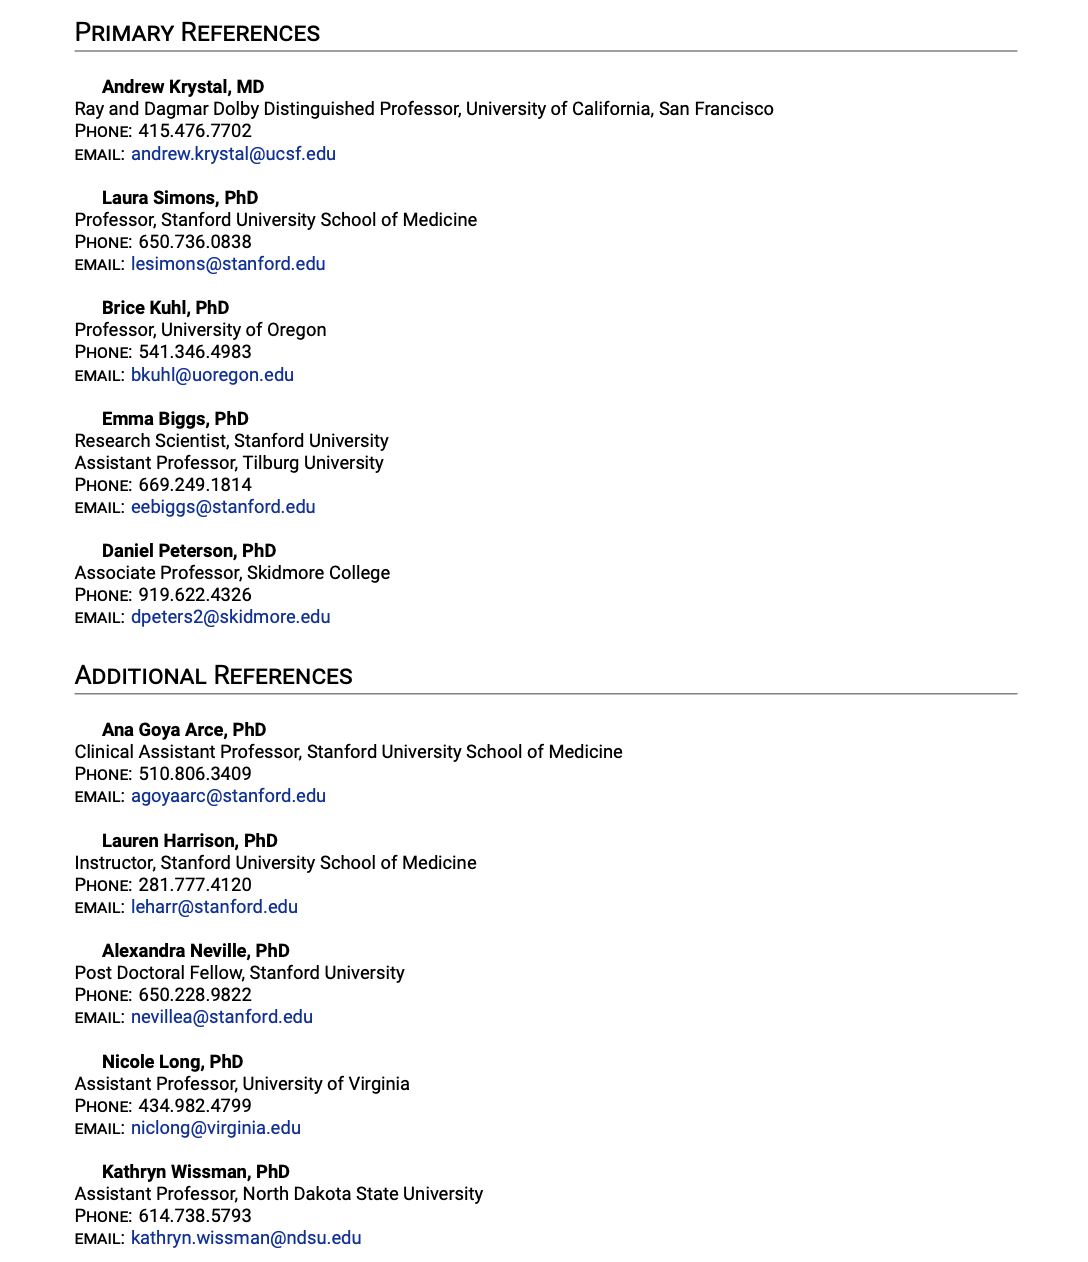 PRIMARY REFERENCES
Andrew Krystal, MD
Ray and Dagmar Dolby Distinguished Professor, University of California, San Francisco
PHONE: 415.476.7702
EMAIL: andrew.krystal@ucsf.edu
Laura Simons, PhD
Professor, Stanford University School of Medicine
PHONE: 650.736.0838
EMAIL: lesimons@stanford.edu
Brice Kuhl, PhD
Professor, University of Oregon
PHONE: 541.346.4983
EMAIL: bkuhl@uoregon.edu
Emma Biggs, PhD
Research Scientist, Stanford University
Assistant Professor, Tilburg University
PHONE: 669.249.1814
EMAIL: eebiggs@stanford.edu
Daniel Peterson, PhD
Associate Professor, Skidmore College
PHONE: 919.622.4326
EMAIL: dpeters2@skidmore.edu
ADDITIONAL REFERENCES
Ana Goya Arce, PhD
Clinical Assistant Professor, Stanford University School of Medicine
PHONE: 510.806.3409
EMAIL: agoyaarc@stanford.edu
Lauren Harrison, PhD
Instructor, Stanford University School of Medicine
PHONE: 281.777.4120
EMAIL: leharr@stanford.edu
Alexandra Neville, PhD
Post Doctoral Fellow, Stanford University
PHONE: 650.228.9822
EMAIL: nevillea@stanford.edu
Nicole Long, PhD
Assistant Professor, University of Virginia
PHONE: 434.982.4799
EMAIL: niclong@virginia.edu
Kathryn Wissman, PhD
Assistant Professor, North Dakota State University
PHONE: 614.738.5793
EMAIL: kathryn.wissman@ndsu.edu